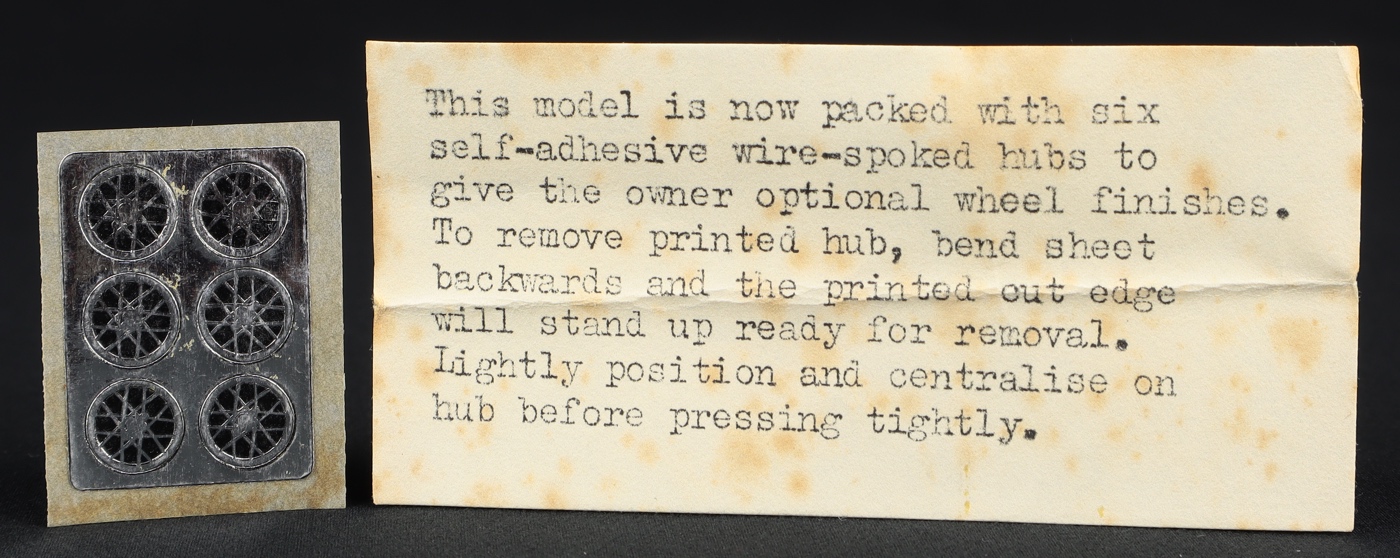 This model is now packed with six
self-adhesive wire-spoked hubs to
give the owner optional wheel finishes.
To remove printed hub, bend sheet
backwards and the printed cut edge
will stand up ready for removal.
Lightly position and centralise on
hub before pressing tightly.